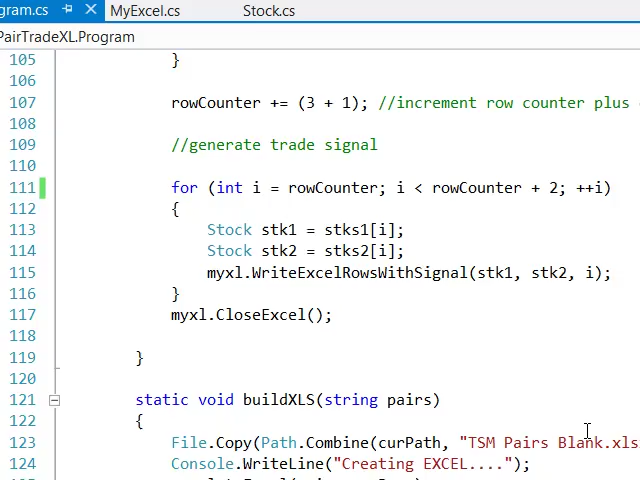 gram.cs MyExcel.cs Stock.cs
PairTradeXL.Program
105 }
106
107 rowCounter += (3 + 1); //increment row counter plus
108
109 //generate trade signal
110
111 for (int i = rowCounter; i < rowCounter + 2; ++i)
112 {
113 Stock stk1 = stks1[i];
114 Stock stk2 = stks2[i];
115 myxl.WriteExcelRowsWithSignal(stk1, stk2, i);
116 }
117 myxl.CloseExcel();
118
119 }
120
121 static void buildXLS(string pairs)
122 {
123 File.Copy(Path.Combine(curPath, "TSM Pairs Blank.xls
124 Console.WriteLine("Creating EXCEL....");